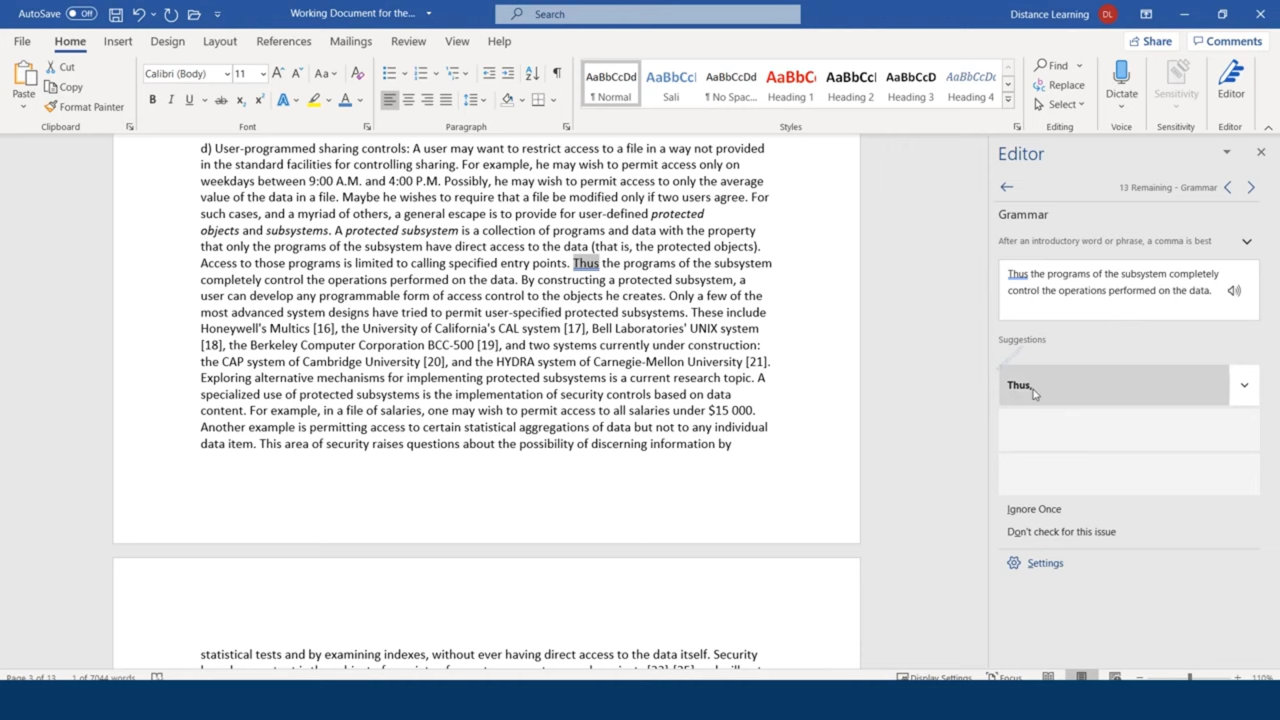 AutoSave Off Working Document for the... Search Distance Learning DL
File Home Insert Design Layout References Mailings Review View Help Share Comments
Paste Cut Copy Format Painter
Calibri (Body) 11 Aa
B I U ab x₂ x² A A
AaBbCcDd ¶ Normal
AaBbCcI Sali
AaBbCcDd ¶ No Spac...
AaBbC Heading 1
AaBbCcI Heading 2
AaBbCcD Heading 3
AaBbCcDc Heading 4
Find Replace Select
Dictate Sensitivity Editor
Clipboard Font Paragraph Styles Editing Voice Sensitivity Editor
d) User-programmed sharing controls: A user may want to restrict access to a file in a way not provided
in the standard facilities for controlling sharing. For example, he may wish to permit access only on
weekdays between 9:00 A.M. and 4:00 P.M. Possibly, he may wish to permit access to only the average
value of the data in a file. Maybe he wishes to require that a file be modified only if two users agree. For
such cases, and a myriad of others, a general escape is to provide for user-defined protected
objects and subsystems. A protected subsystem is a collection of programs and data with the property
that only the programs of the subsystem have direct access to the data (that is, the protected objects).
Access to those programs is limited to calling specified entry points. Thus the programs of the subsystem
completely control the operations performed on the data. By constructing a protected subsystem, a
user can develop any programmable form of access control to the objects he creates. Only a few of the
most advanced system designs have tried to permit user-specified protected subsystems. These include
Honeywell's Multics [16], the University of California's CAL system [17], Bell Laboratories' UNIX system
[18], the Berkeley Computer Corporation BCC-500 [19], and two systems currently under construction:
the CAP system of Cambridge University [20], and the HYDRA system of Carnegie-Mellon University [21].
Exploring alternative mechanisms for implementing protected subsystems is a current research topic. A
specialized use of protected subsystems is the implementation of security controls based on data
content. For example, in a file of salaries, one may wish to permit access to all salaries under $15 000.
Another example is permitting access to certain statistical aggregations of data but not to any individual
data item. This area of security raises questions about the possibility of discerning information by
statistical tests and by examining indexes, without ever having direct access to the data itself. Security
Editor
13 Remaining - Grammar
Grammar
After an introductory word or phrase, a comma is best
Thus the programs of the subsystem completely
control the operations performed on the data.
Suggestions
Thus,
Ignore Once
Don't check for this issue
Settings
Page 3 of 13 1 of 7044 words Display Settings Focus 110%